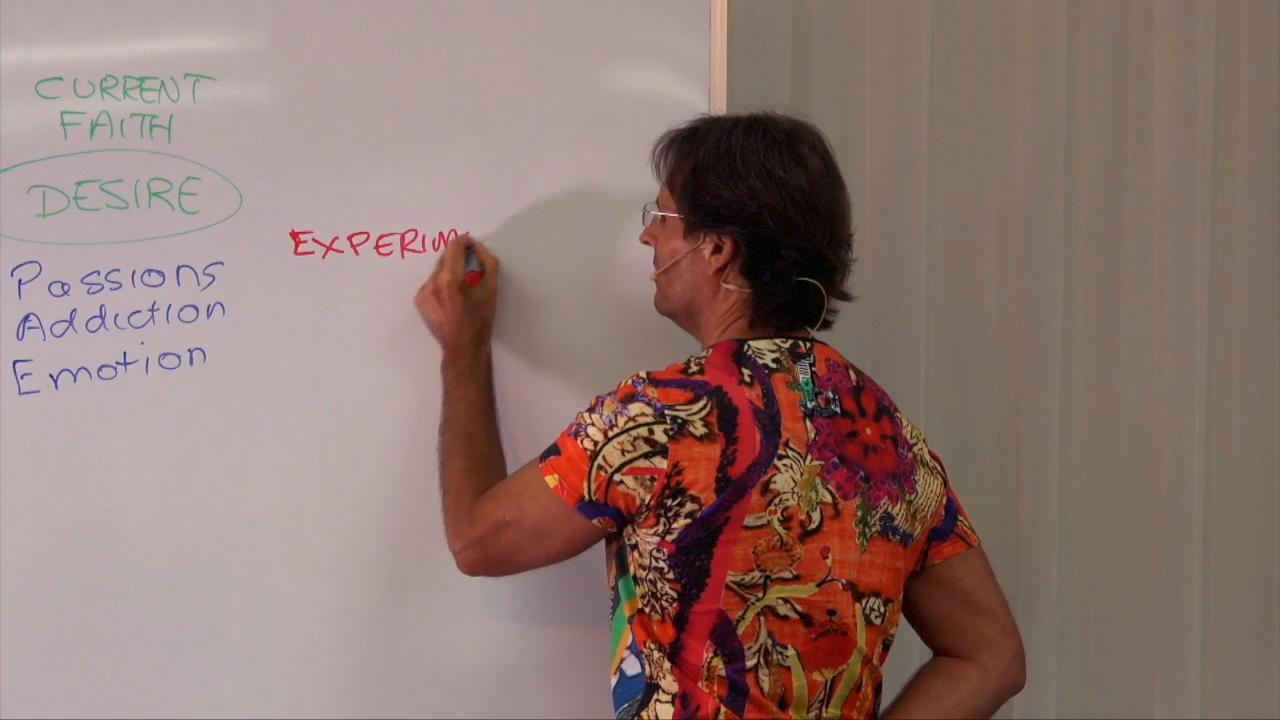 CURRENT
FAITH
DESIRE
EXPERIM
Passions
Addiction
Emotion